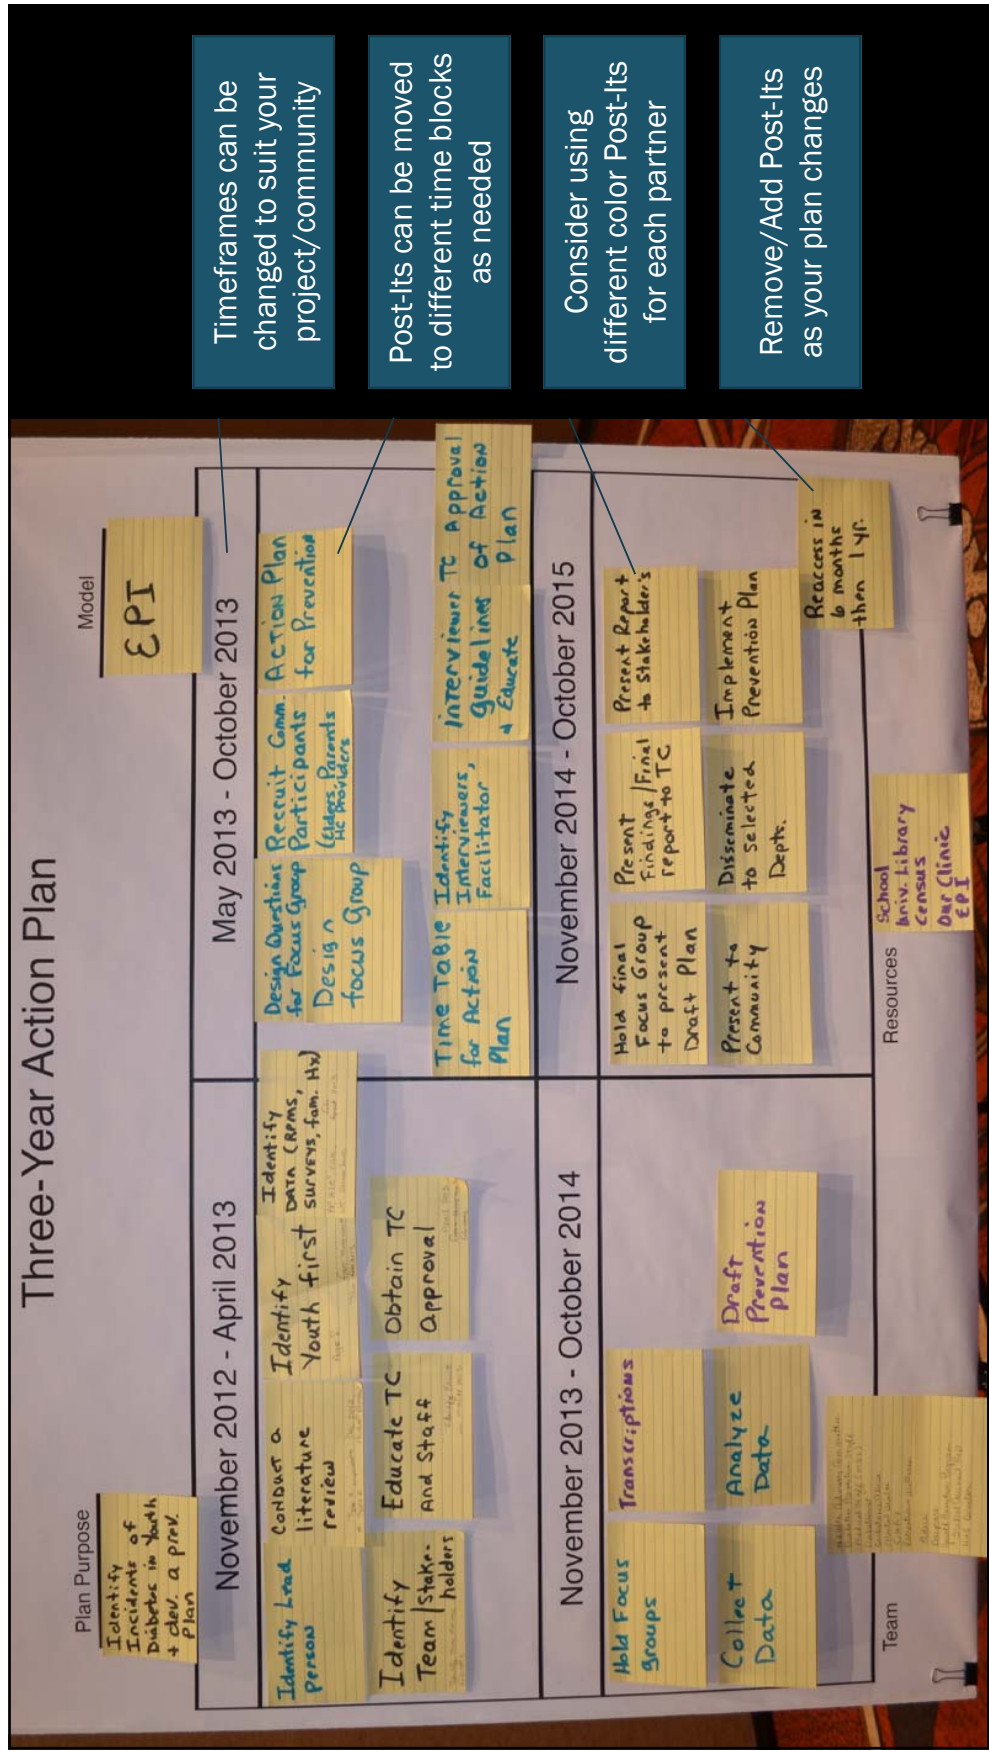 Three-Year Action Plan
Plan Purpose
Identify
Incidents of
Diabetes in Youth
+ dev. a prev.
Plan
Model
EPI
November 2012 - April 2013
Identify Lead
Person
Conduct a
literature
review
Identify
Youth first
Identify
DATA (RPMS,
surveys, fam. Hx)
Identify
Team/Stake-
holders
Educate TC
And Staff
Obtain TC
Approval
May 2013 - October 2013
Design Questions
for Focus Group
Design
focus Group
Recruit Comm.
Participants
(Elders, Parents
Hc Providers
Action Plan
for Prevention
Time Table
for Action
Plan
Identify
Interviewers,
Facilitator
Interviewer
guidelines
+ Educate
TC Approval
of Action
Plan
November 2013 - October 2014
Hold Focus
groups
Transcriptions
Collect
Data
Analyze
Data
Draft
Prevention
Plan
November 2014 - October 2015
Hold final
Focus Group
to present
Draft Plan
Present
Findings/Final
report to TC
Present Report
to Stakeholders
Present to
Community
Disseminate
to selected
Depts.
Implement
Prevention Plan
Reaccess in
6 months
then 1 yr.
Team
Resources
School
Univ. Library
Census
Our Clinic
EPI
Timeframes can be
changed to suit your
project/community
Post-Its can be moved
to different time blocks
as needed
Consider using
different color Post-Its
for each partner
Remove/Add Post-Its
as your plan changes